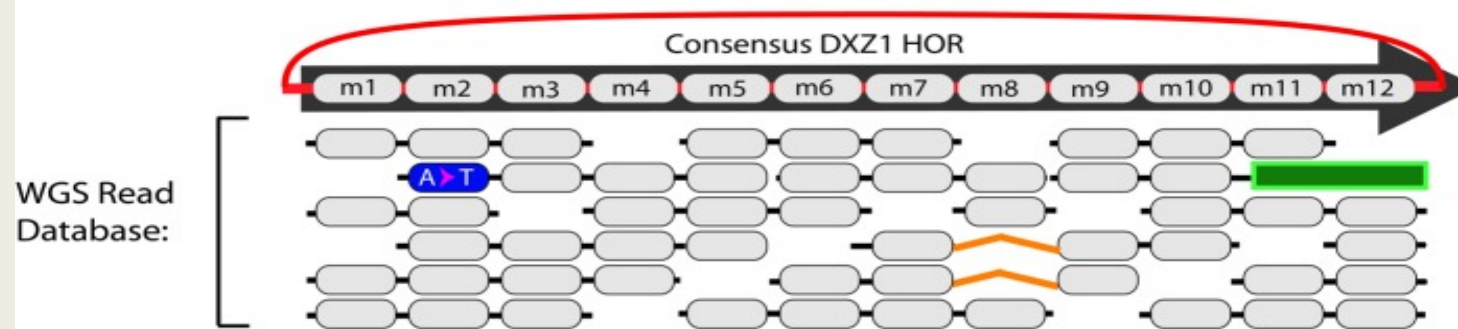 Consensus DXZ1 HOR
m1 m2 m3 m4 m5 m6 m7 m8 m9 m10 m11 m12
A T
WGS Read
Database: